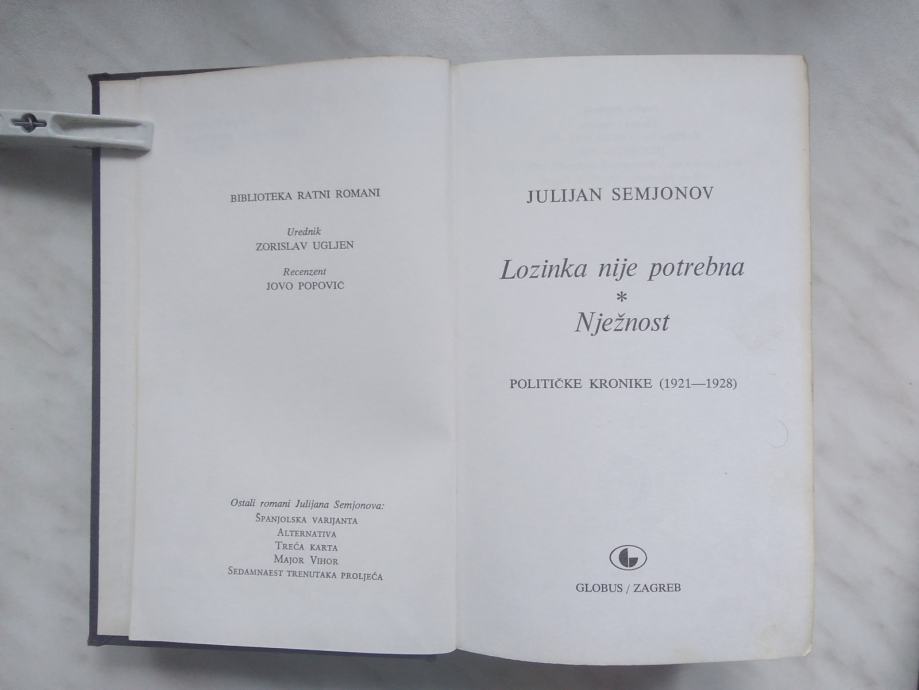 BIBLIOTEKA RATNI ROMANI
Urednik
ZORISLAV UGLJEN
Recenzent
JOVO POPOVIĆ
Ostali romani Julijana Semjonova:
ŠPANJOLSKA VARIJANTA
ALTERNATIVA
TREĆA KARTA
MAJOR VIHOR
SEDAMNAEST TRENUTAKA PROLJEĆA
JULIJAN SEMJONOV
Lozinka nije potrebna
*
Nježnost
POLITIČKE KRONIKE (1921—1928)
GLOBUS / ZAGREB